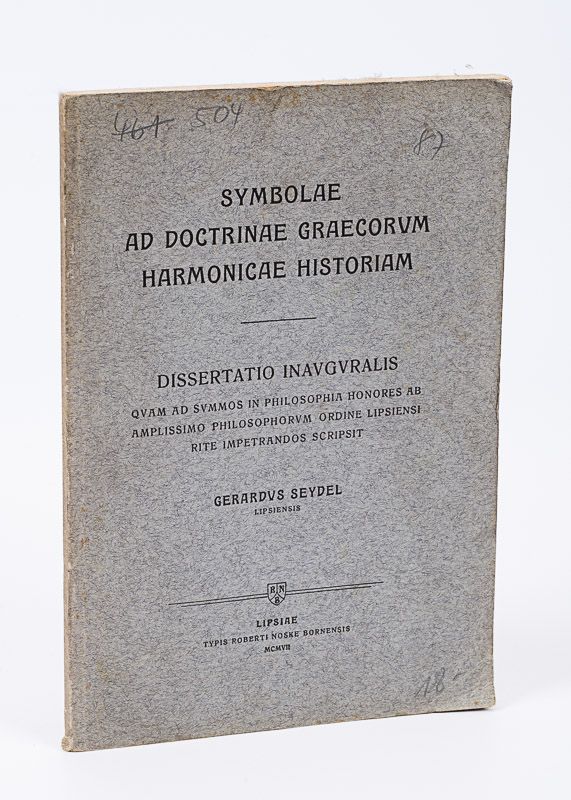 461 504
87
SYMBOLAE
AD DOCTRINAE GRAECORVM
HARMONICAE HISTORIAM
DISSERTATIO INAVGVRALIS
QVAM AD SVMMOS IN PHILOSOPHIA HONORES AB
AMPLISSIMO PHILOSOPHORVM ORDINE LIPSIENSI
RITE IMPETRANDOS SCRIPSIT
GERARDVS SEYDEL
LIPSIENSIS
R N
B
LIPSIAE
TYPIS ROBERTI NOSKE BORNENSIS
MCMVII
18-